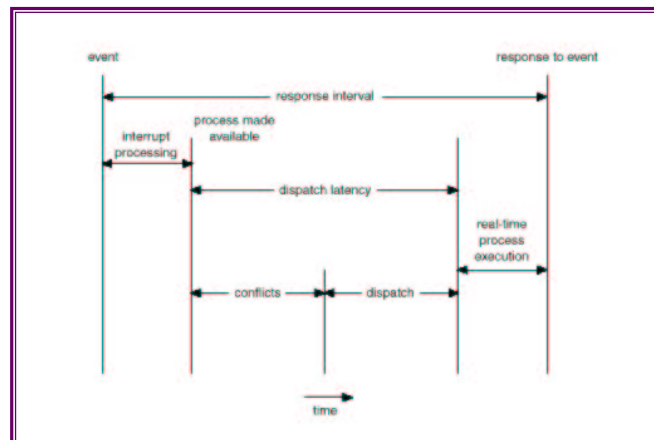 event
response to event
response interval
process made
available
interrupt
processing
dispatch latency
real-time
process
execution
conflicts
dispatch
time